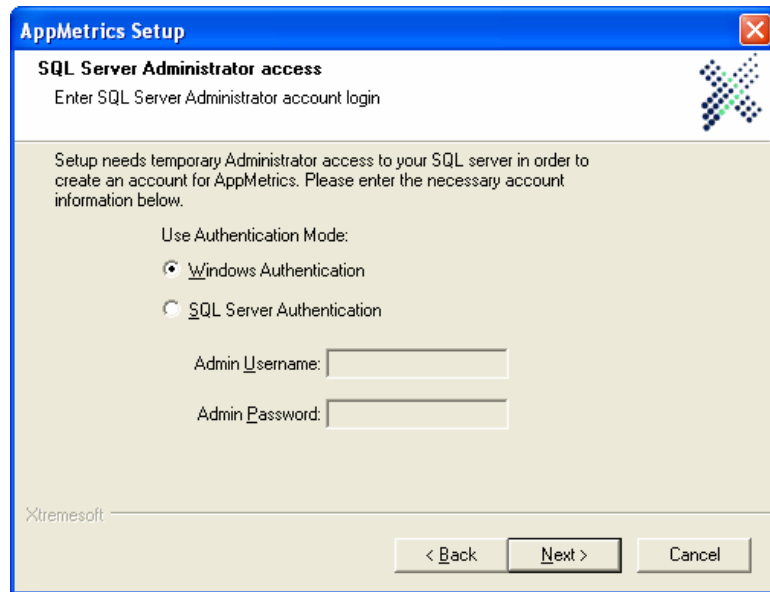 AppMetrics Setup
SQL Server Administrator access
Enter SQL Server Administrator account login
Setup needs temporary Administrator access to your SQL server in order to
create an account for AppMetrics. Please enter the necessary account
information below.
Use Authentication Mode:
Windows Authentication
SQL Server Authentication
Admin Username:
Admin Password:
Xtremesoft
< Back
Next >
Cancel